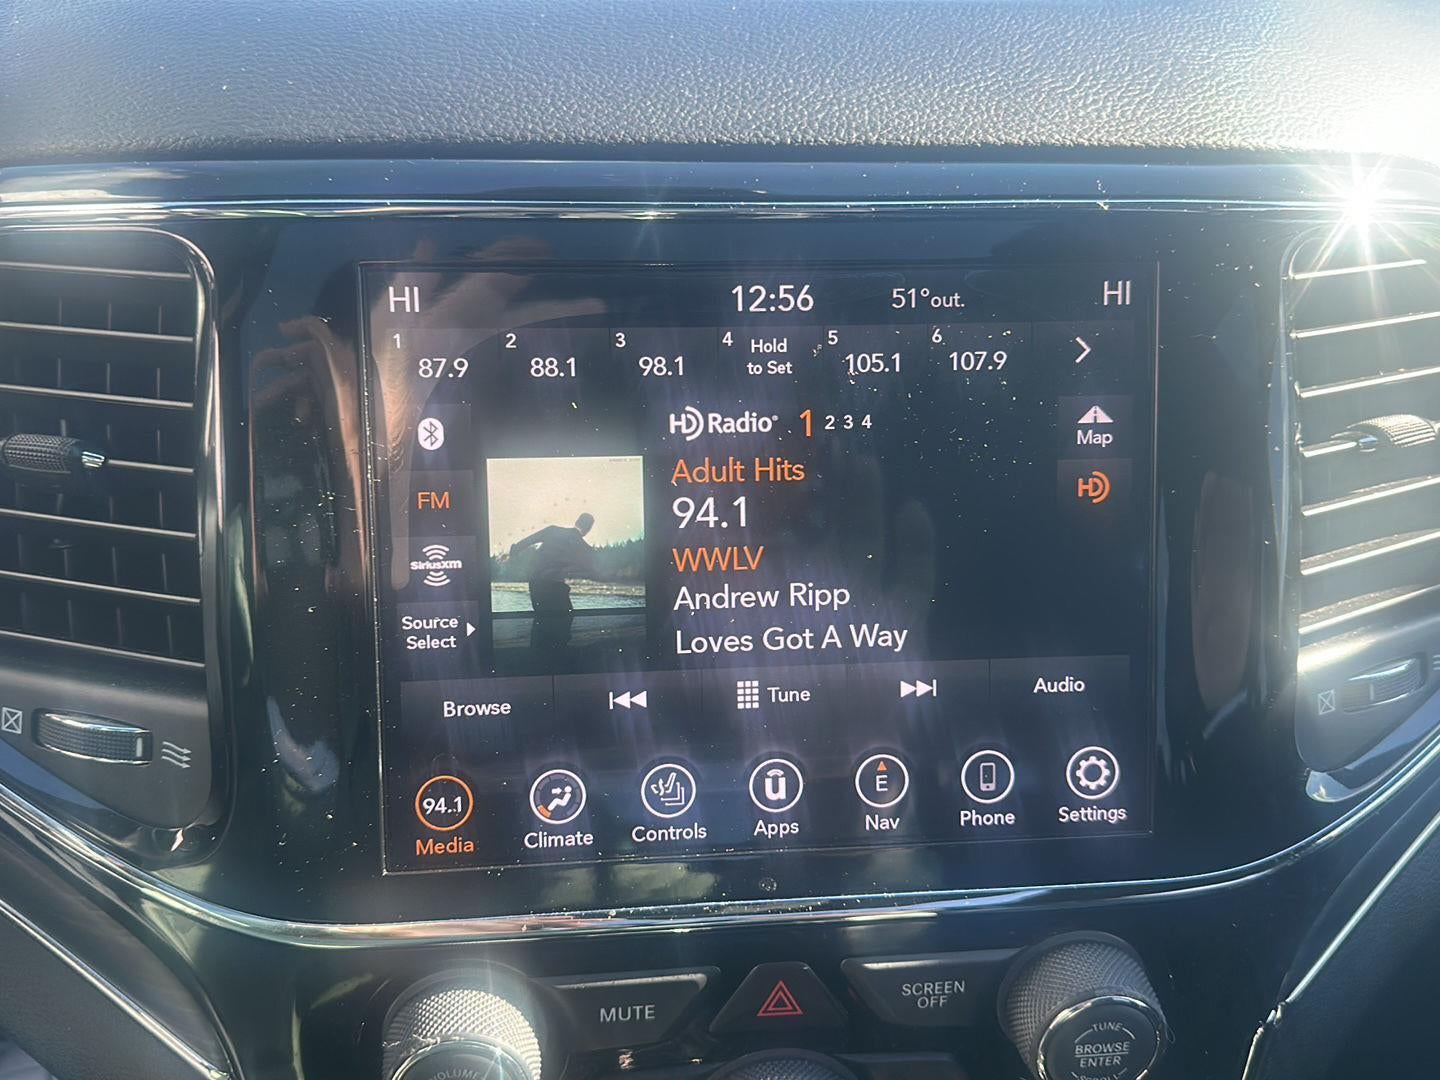 HI 12:56 51°out. HI
1 87.9 2 88.1 3 98.1 4 Hold to Set 5 105.1 6 107.9
HD Radio 1 2 3 4
Map
Adult Hits
HD
FM
94.1
WWLV
SiriusXM
Andrew Ripp
Source Select
Loves Got A Way
Browse Tune Audio
94.1 E
Media Climate Controls Apps Nav Phone Settings
MUTE
SCREEN OFF
VOLUME
TUNE
BROWSE
ENTER
SCROLL